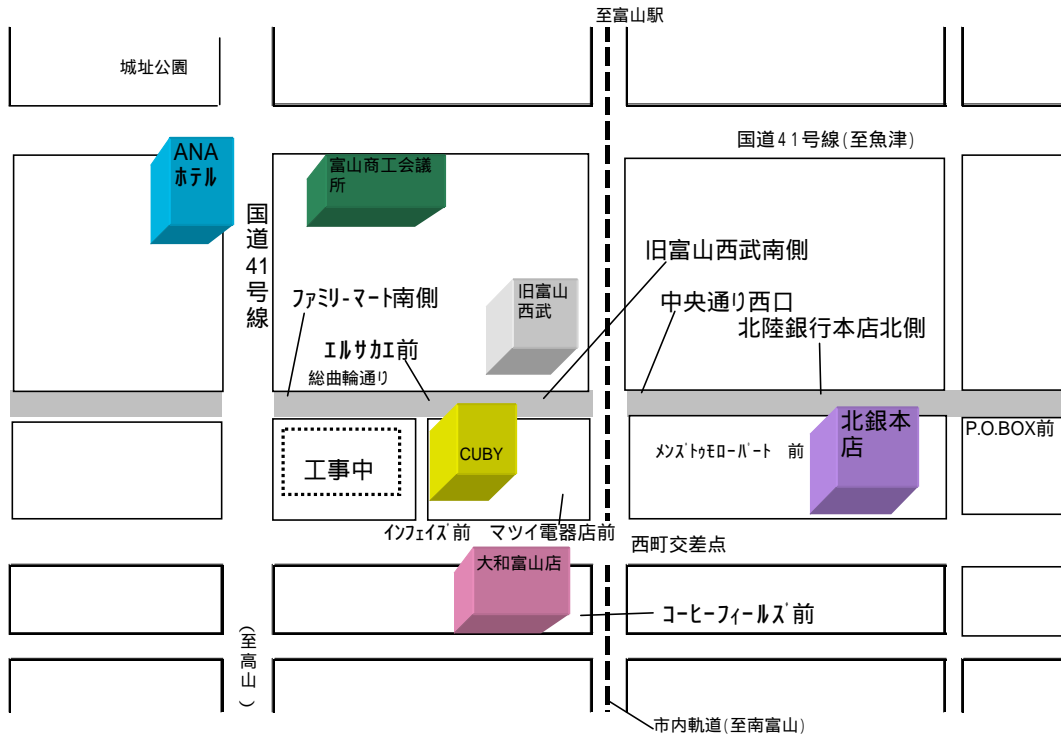 至富山駅
城址公園
国道41号線(至魚津)
ANA
ホテル
富山商工会議
所
国道41号線
旧富山西武南側
ファミリｰマート南側
旧富山
西武
中央通り西口
北陸銀行本店北側
エルサカエ前
総曲輪通り
北銀本
店
P.O.BOX前
メンズトゥモローパート 前
CUBY
工事中
インフェイズ前 マツイ電器店前
西町交差点
大和富山店
コーヒーフィールズ前
(至高山)
市内軌道(至南富山)